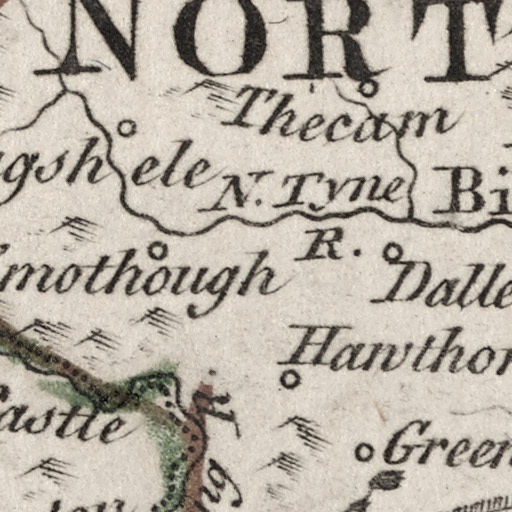 NORT
Thecam
gshele
N. Tyne
R.
Bi
mothough
Dalle
Hawthor
R.
astle
Green